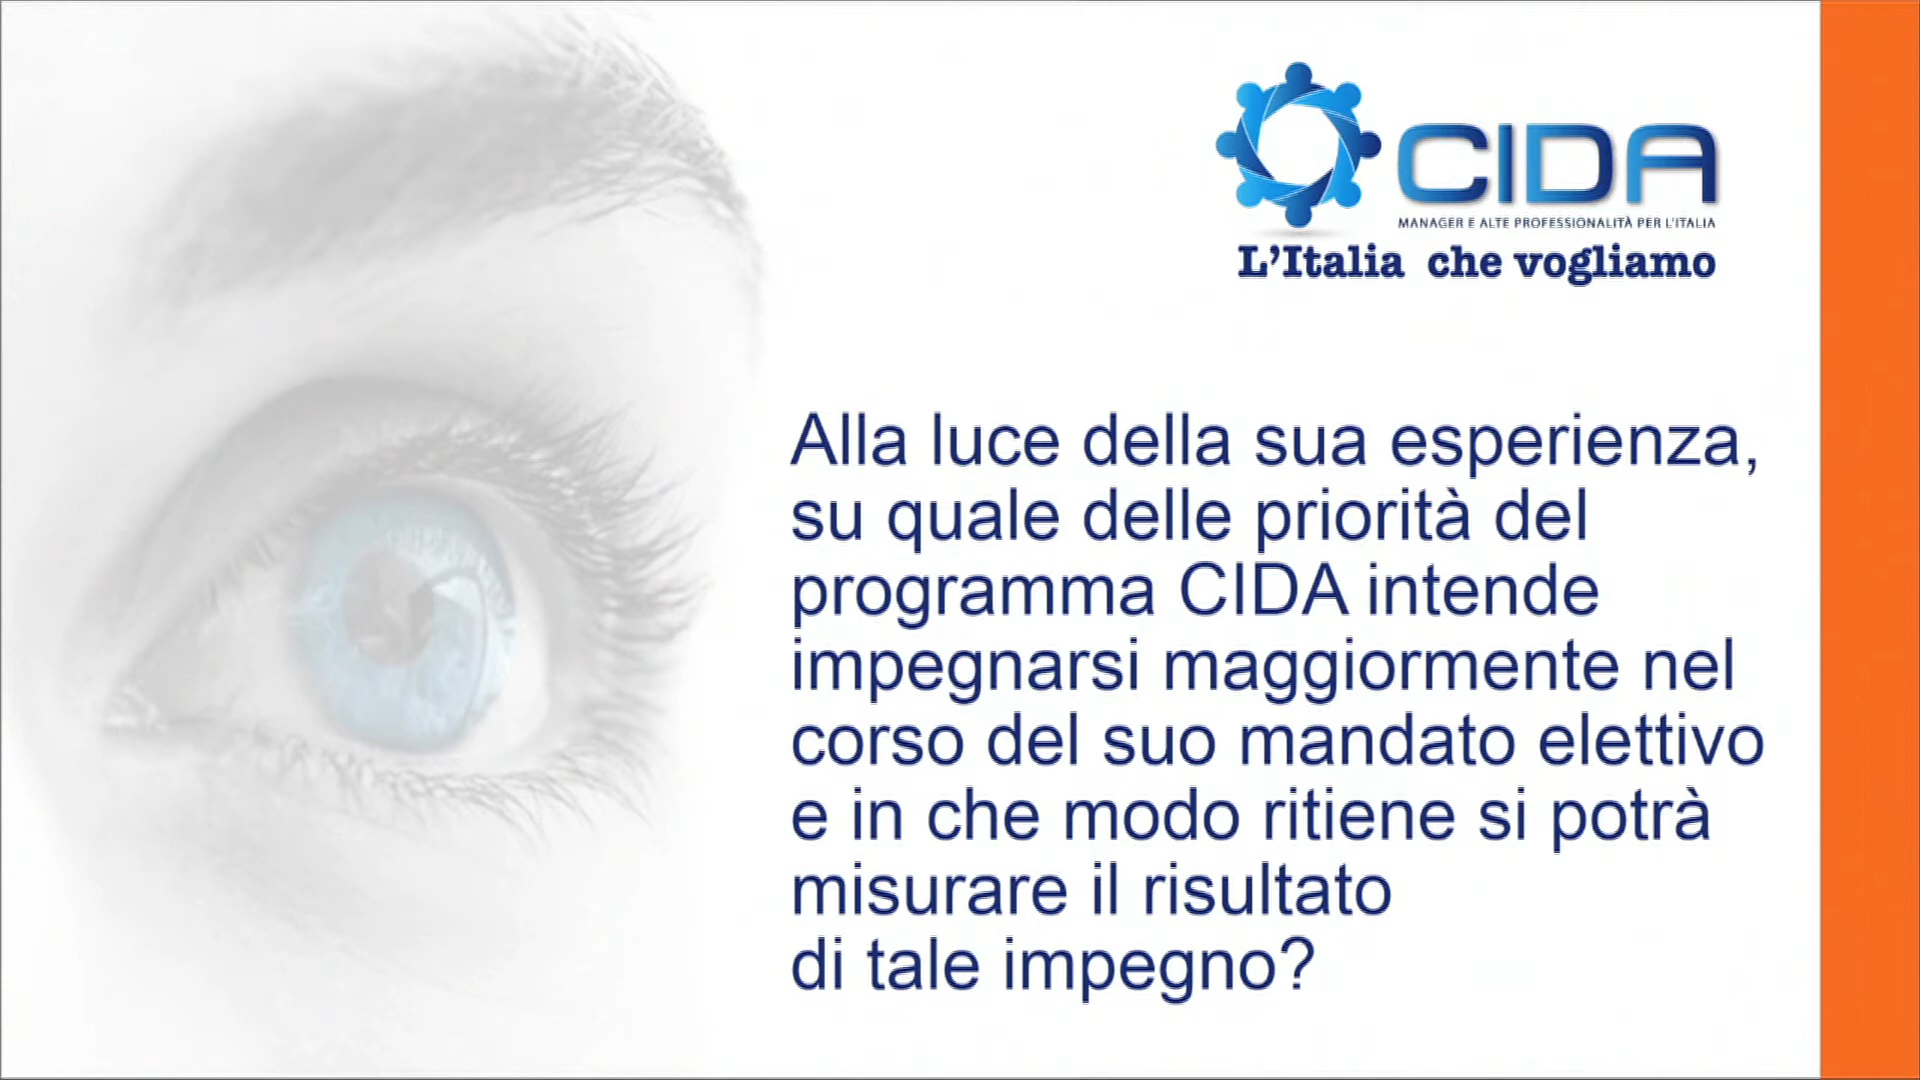 CIDA
MANAGER E ALTE PROFESSIONALITÀ PER L'ITALIA
L'Italia che vogliamo
Alla luce della sua esperienza,
su quale delle priorità del
programma CIDA intende
impegnarsi maggiormente nel
corso del suo mandato elettivo
e in che modo ritiene si potrà
misurare il risultato
di tale impegno?